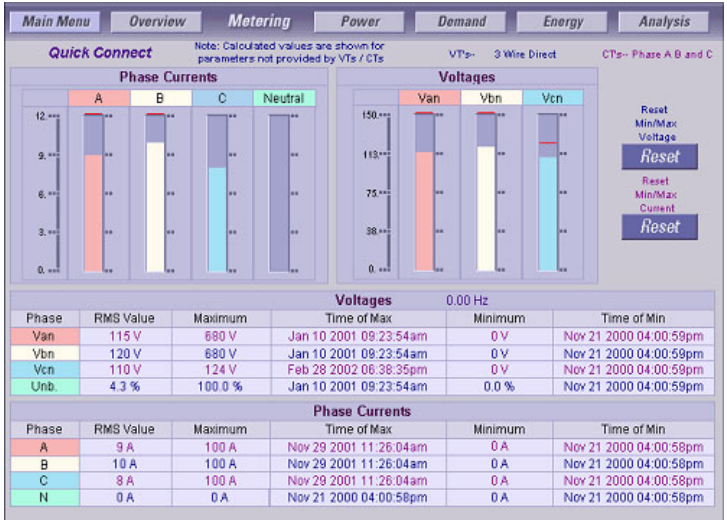 Main Menu Overview Metering Power Demand Energy Analysis
Quick Connect
Note: Calculated values are shown for
parameters not provided by VTs / CTs
VT's-- 3 Wire Direct
CT's-- Phase A B and C
Phase Currents
A B C Neutral
12.
9.
6.
3.
0.
Voltages
Van Vbn Vcn
150.
113.
75.
38.
0.
Reset
Min/Max
Voltage
Reset
Reset
Min/Max
Current
Reset
Voltages 0.00 Hz
Phase RMS Value Maximum Time of Max Minimum Time of Min
Van 115 V 680 V Jan 10 2001 09:23:54am 0 V Nov 21 2000 04:00:59pm
Vbn 120 V 680 V Jan 10 2001 09:23:54am 0 V Nov 21 2000 04:00:59pm
Vcn 110 V 124 V Feb 28 2002 06:38:35pm 0 V Nov 21 2000 04:00:59pm
Unb. 4.3 % 100.0 % Jan 10 2001 09:23:54am 0.0 % Nov 21 2000 04:00:59pm
Phase Currents
Phase RMS Value Maximum Time of Max Minimum Time of Min
A 9 A 100 A Nov 29 2001 11:26:04am 0 A Nov 21 2000 04:00:58pm
B 10 A 100 A Nov 29 2001 11:26:04am 0 A Nov 21 2000 04:00:58pm
C 8 A 100 A Nov 29 2001 11:26:04am 0 A Nov 21 2000 04:00:58pm
N 0 A 0 A Nov 21 2000 04:00:58pm 0 A Nov 21 2000 04:00:58pm